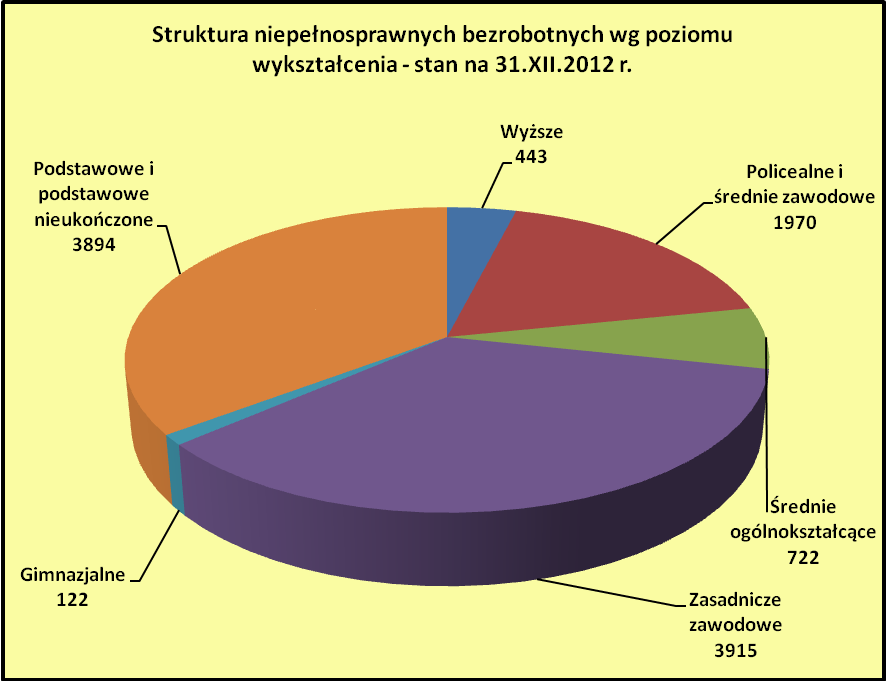 Struktura niepełnosprawnych bezrobotnych wg poziomu
wykształcenia - stan na 31.XII.2012 r.
Wyższe
443
Policealne i
średnie zawodowe
1970
Średnie
ogólnokształcące
722
Zasadnicze
zawodowe
3915
Gimnazjalne
122
Podstawowe i
podstawowe
nieukończone
3894